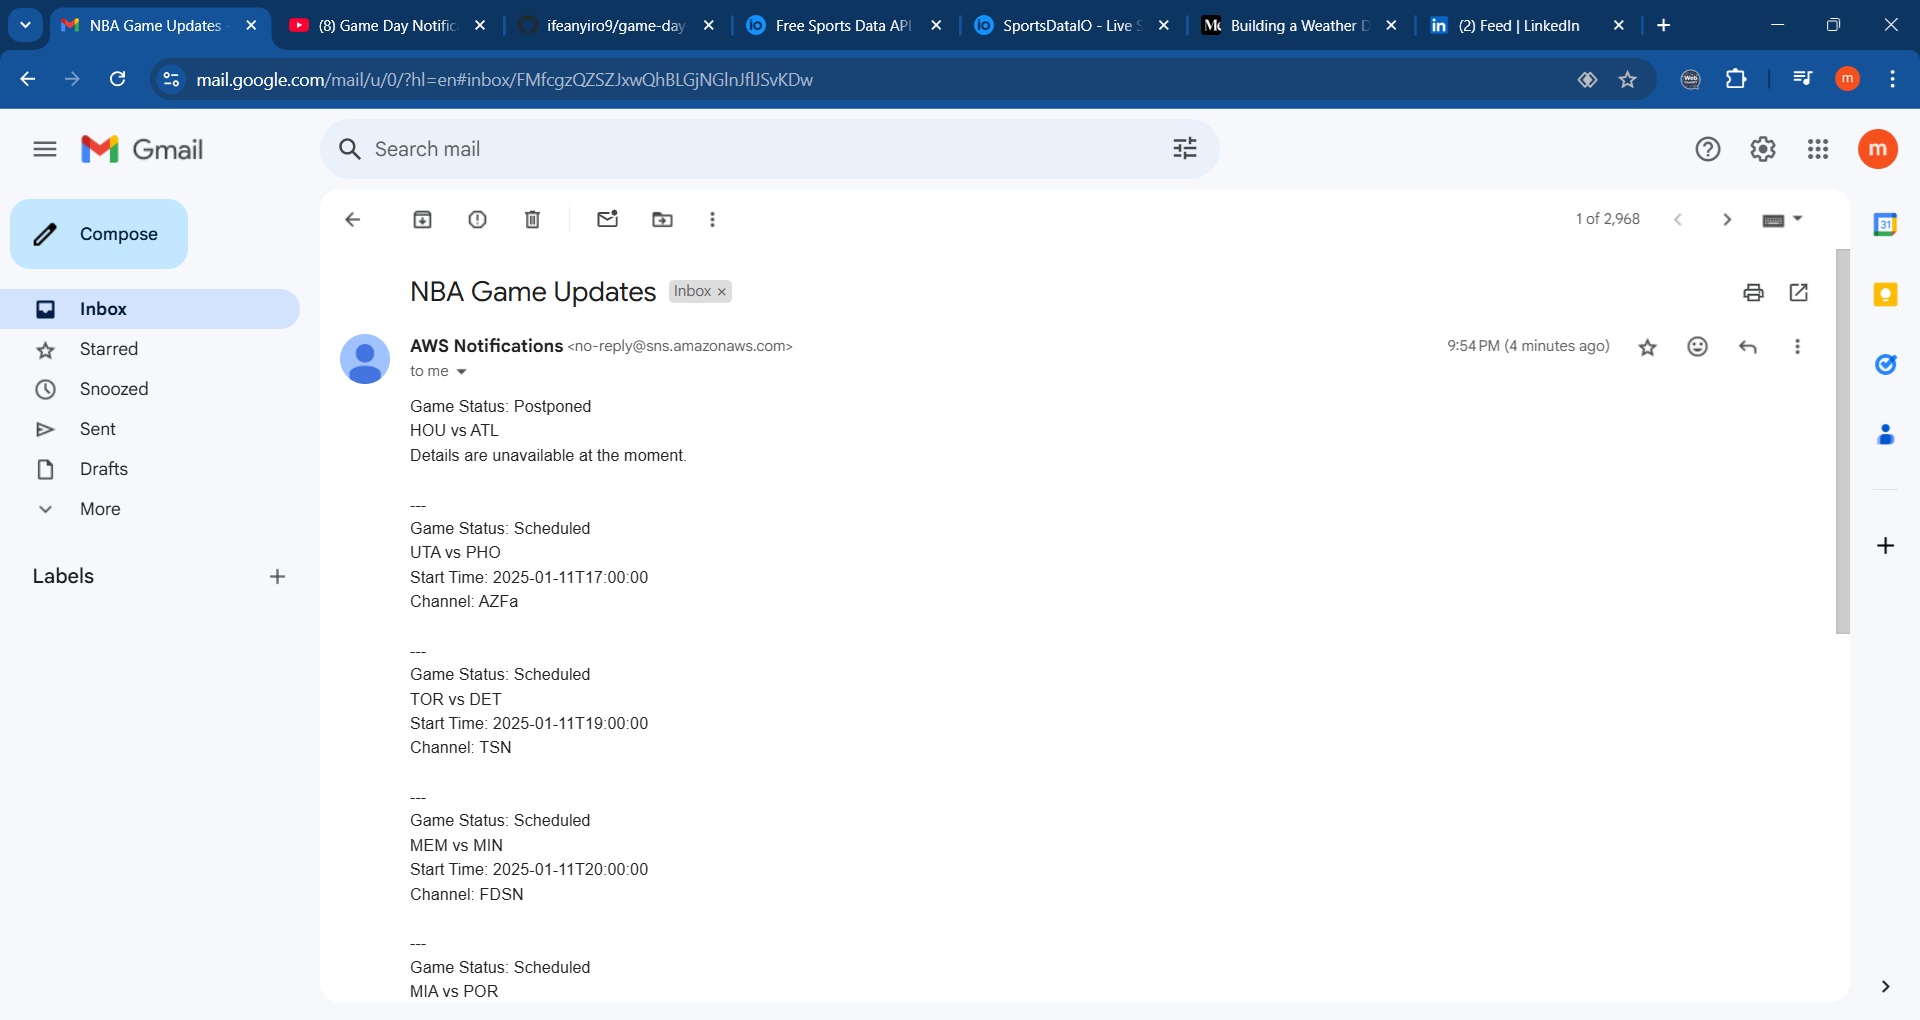 NBA Game Updates -
(8) Game Day Notific
ifeanyiro9/game-day
Free Sports Data API
SportsDataIO - Live S
Building a Weather D
(2) Feed | LinkedIn
mail.google.com/mail/u/0/?hl=en#inbox/FMfcgzQZSZJxwQhBLGjNGlnJflJSvKDw
m
Gmail
Search mail
m
Compose
1 of 2,968
31
Inbox
Starred
Snoozed
Sent
Drafts
More
Labels
NBA Game Updates
Inbox ×
AWS Notifications <no-reply@sns.amazonaws.com>
9:54 PM (4 minutes ago)
to me
Game Status: Postponed
HOU vs ATL
Details are unavailable at the moment.
---
Game Status: Scheduled
UTA vs PHO
Start Time: 2025-01-11T17:00:00
Channel: AZFa
---
Game Status: Scheduled
TOR vs DET
Start Time: 2025-01-11T19:00:00
Channel: TSN
---
Game Status: Scheduled
MEM vs MIN
Start Time: 2025-01-11T20:00:00
Channel: FDSN
---
Game Status: Scheduled
MIA vs POR